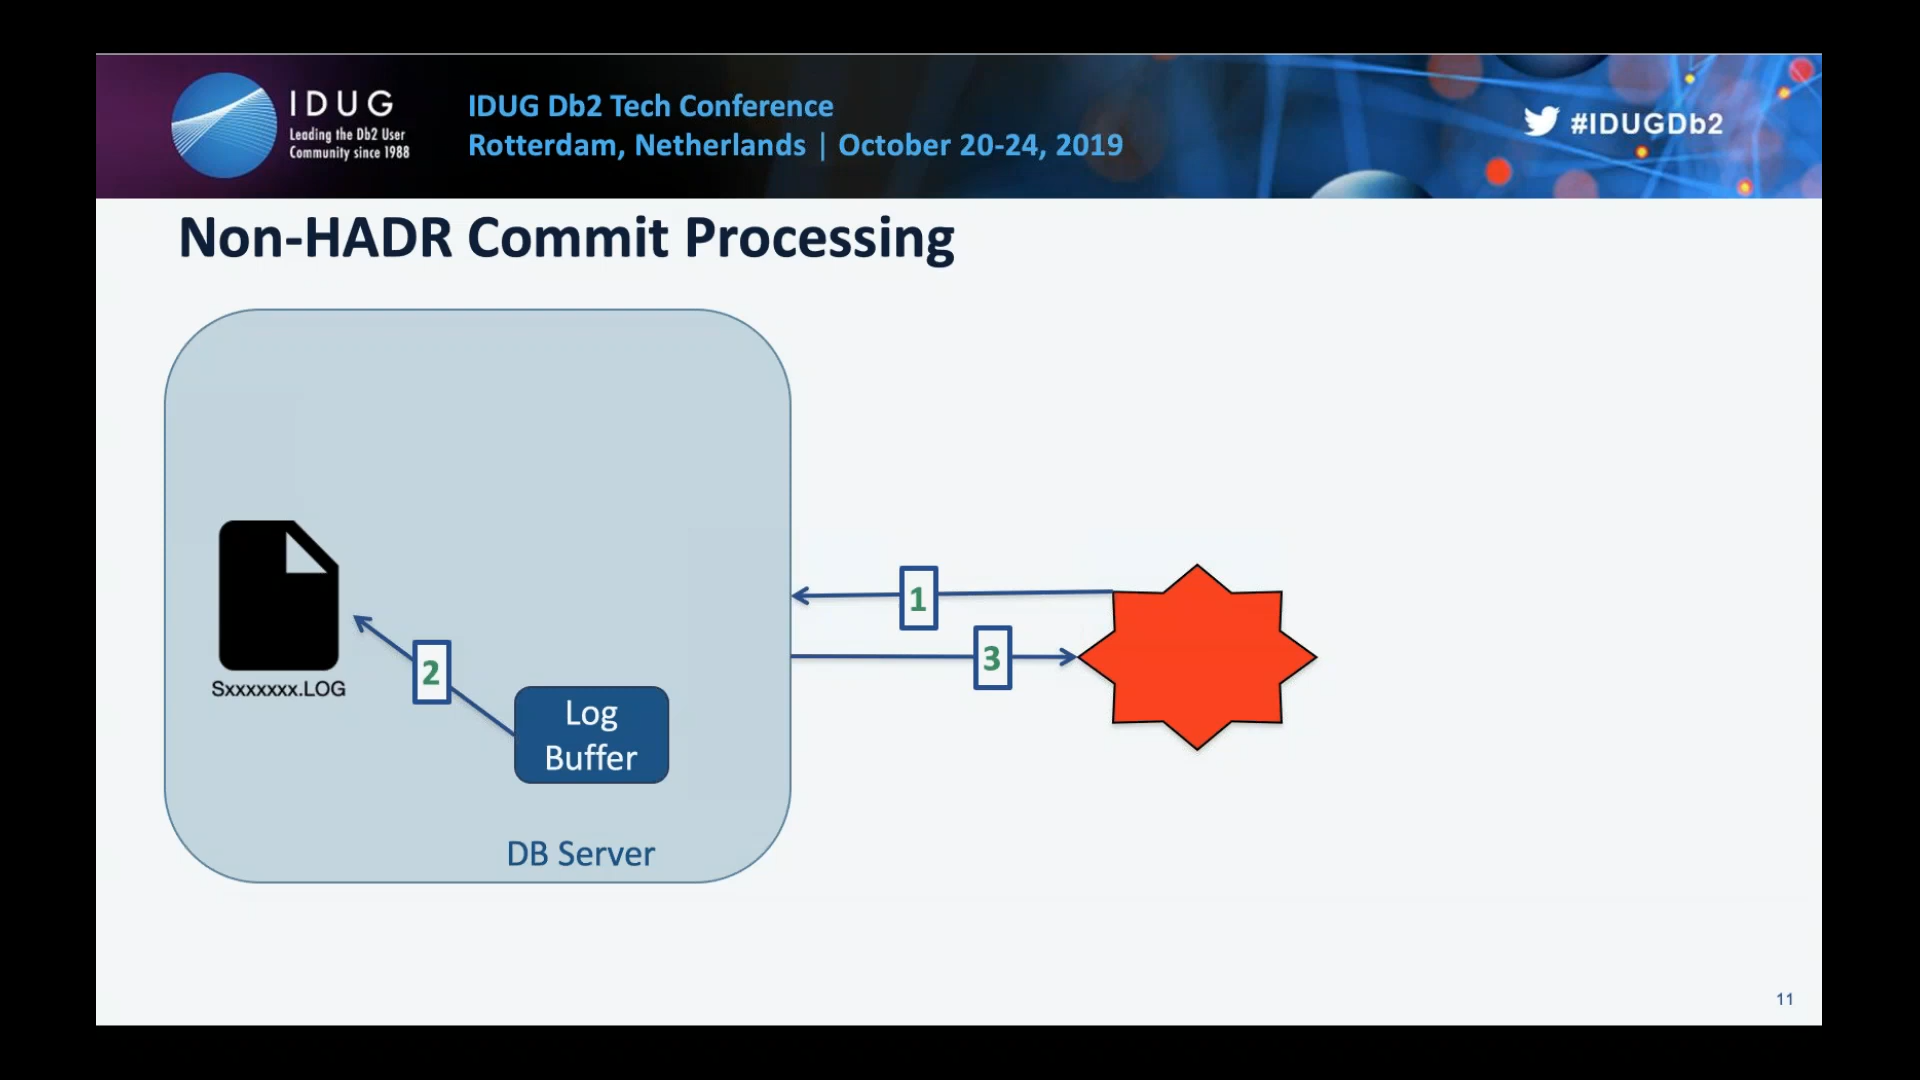 IDUG
Leading the Db2 User
Community since 1988
IDUG Db2 Tech Conference
Rotterdam, Netherlands | October 20-24, 2019
#IDUGDb2
Non-HADR Commit Processing
1
3
2
Sxxxxxxx.LOG
Log
Buffer
DB Server
11